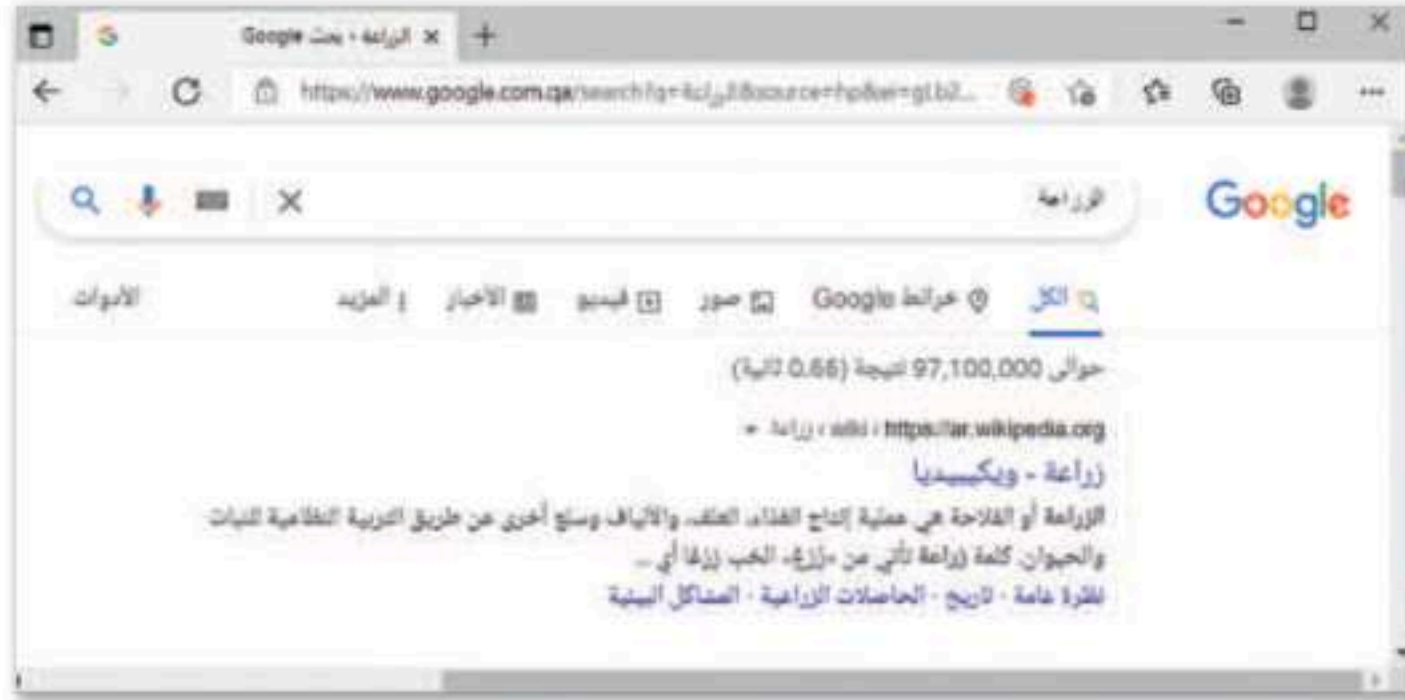 الزراعة - بحث Google
https://www.google.com.qa/search?q=الزراعة&source=hp&ei=gLb2...
الزراعة
Google
الكل
خرائط Google
صور
فيديو
الأخبار
المزيد
الأدوات
حوالى 97,100,000 نتيجة (0.66 ثانية)
https://ar.wikipedia.org › wiki › زراعة
زراعة - ويكيبيديا
الزراعة أو الفلاحة هي عملية إنتاج الغذاء، العلف، والألياف وسلع أخرى عن طريق التربية النظامية للنبات
والحيوان. كلمة زراعة تأتي من «زرع» الحب زرعًا أي ...
نظرة عامة · تاريخ · الحاصلات الزراعية · المشاكل البيئية